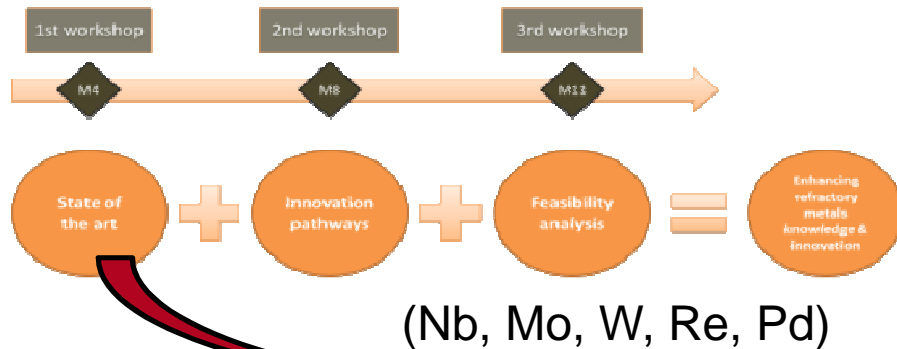 1st workshop
2nd workshop
3rd workshop
M4
M8
M11
State of
the art
Innovation
pathways
Feasibility
analysis
Enhancing
refractory
metals
knowledge &
innovation
(Nb, Mo, W, Re, Pd)